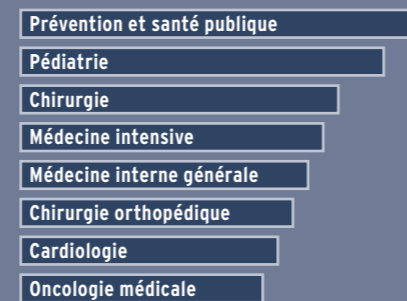 Prévention et santé publique
Pédiatrie
Chirurgie
Médecine intensive
Médecine interne générale
Chirurgie orthopédique
Cardiologie
Oncologie médicale